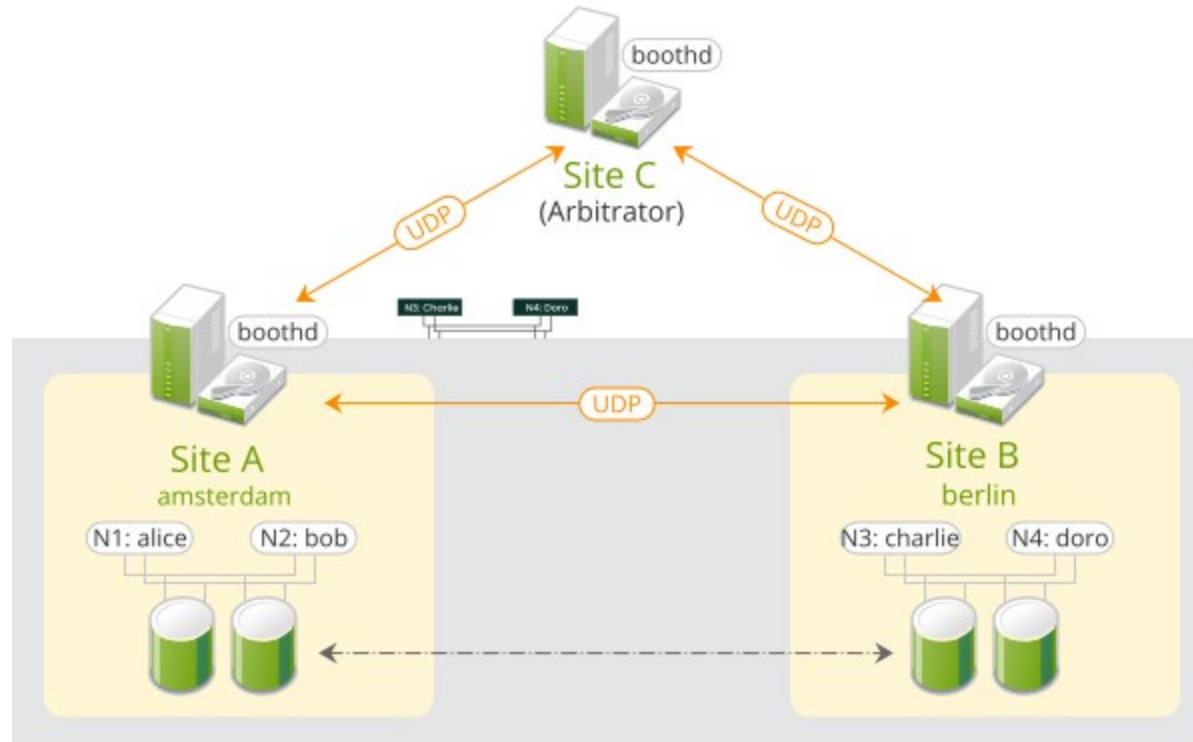 boothd
Site C
(Arbitrator)
UDP
UDP
N3: Charlie
N4: Doro
boothd
boothd
UDP
Site A
amsterdam
Site B
berlin
N1: alice
N2: bob
N3: charlie
N4: doro